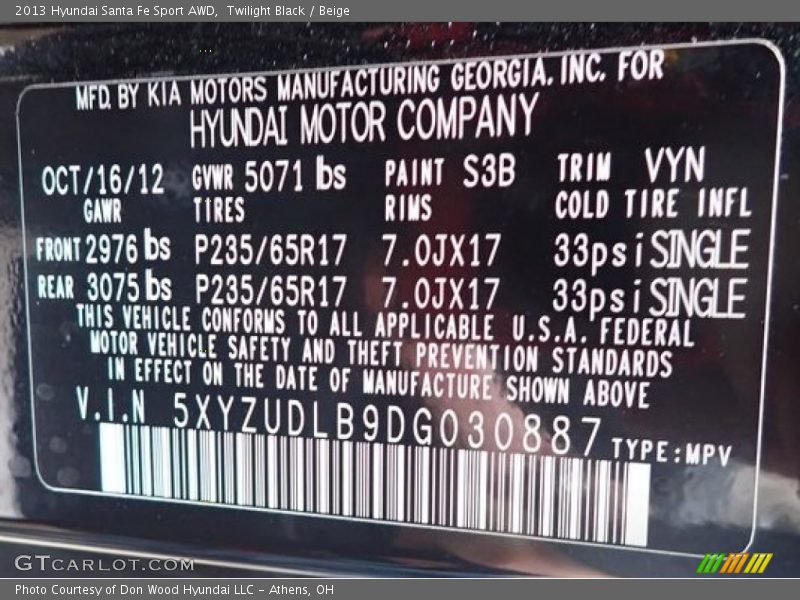 2013 Hyundai Santa Fe Sport AWD,  Twilight Black / Beige
MFD. BY KIA MOTORS MANUFACTURING GEORGIA, INC. FOR
HYUNDAI MOTOR COMPANY
OCT/16/12 GVWR 5071 lbs PAINT S3B TRIM VYN
GAWR TIRES RIMS COLD TIRE INFL
FRONT 2976 lbs P235/65R17 7.0JX17 33psi SINGLE
REAR 3075 lbs P235/65R17 7.0JX17 33psi SINGLE
THIS VEHICLE CONFORMS TO ALL APPLICABLE U.S.A. FEDERAL
MOTOR VEHICLE SAFETY AND THEFT PREVENTION STANDARDS
IN EFFECT ON THE DATE OF MANUFACTURE SHOWN ABOVE
V.I.N 5XYZUDLB9DG030887 TYPE:MPV
GTCARLOT.COM
Photo Courtesy of Don Wood Hyundai LLC - Athens, OH